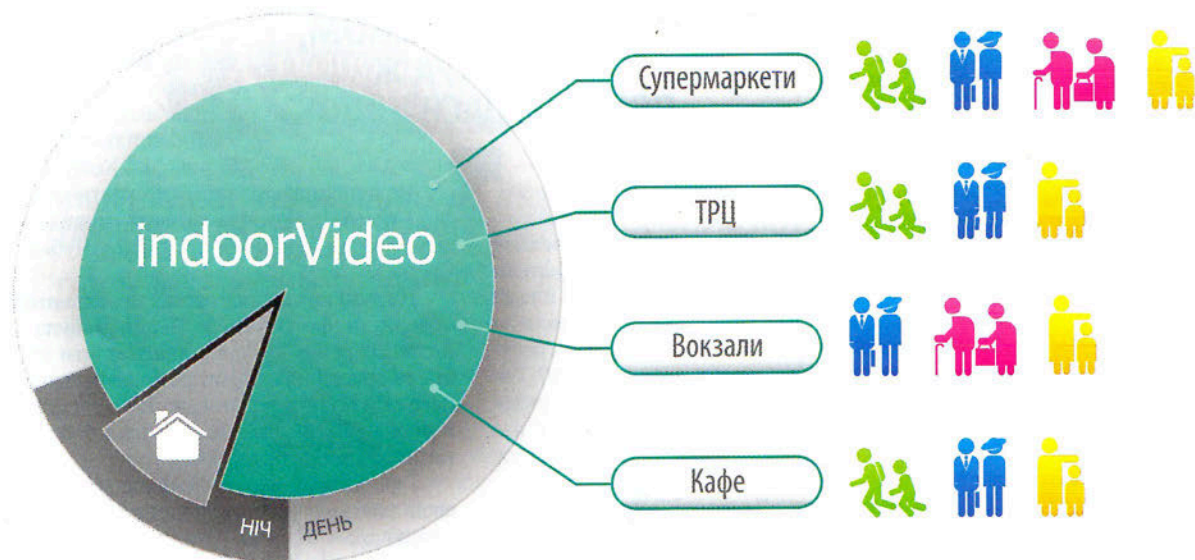 indoorVideo
Супермаркети
ТРЦ
Вокзали
Кафе
НІЧ ДЕНЬ